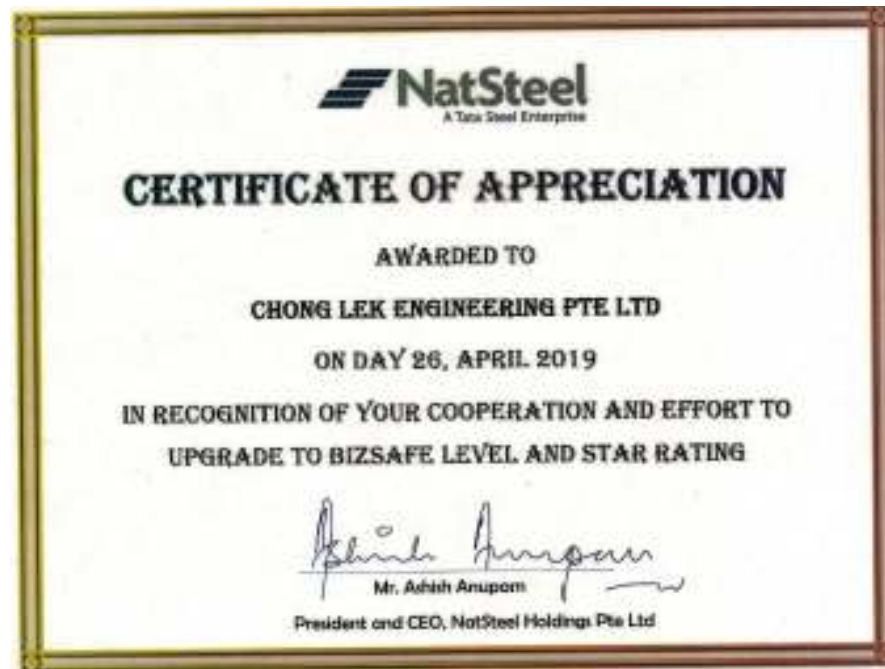 NatSteel
A Tata Steel Enterprise
CERTIFICATE OF APPRECIATION
AWARDED TO
CHONG LEK ENGINEERING PTE LTD
ON DAY 26, APRIL 2019
IN RECOGNITION OF YOUR COOPERATION AND EFFORT TO
UPGRADE TO BIZSAFE LEVEL AND STAR RATING
Ashish Anupam
Mr. Ashish Anupam
President and CEO, NatSteel Holdings Pte Ltd